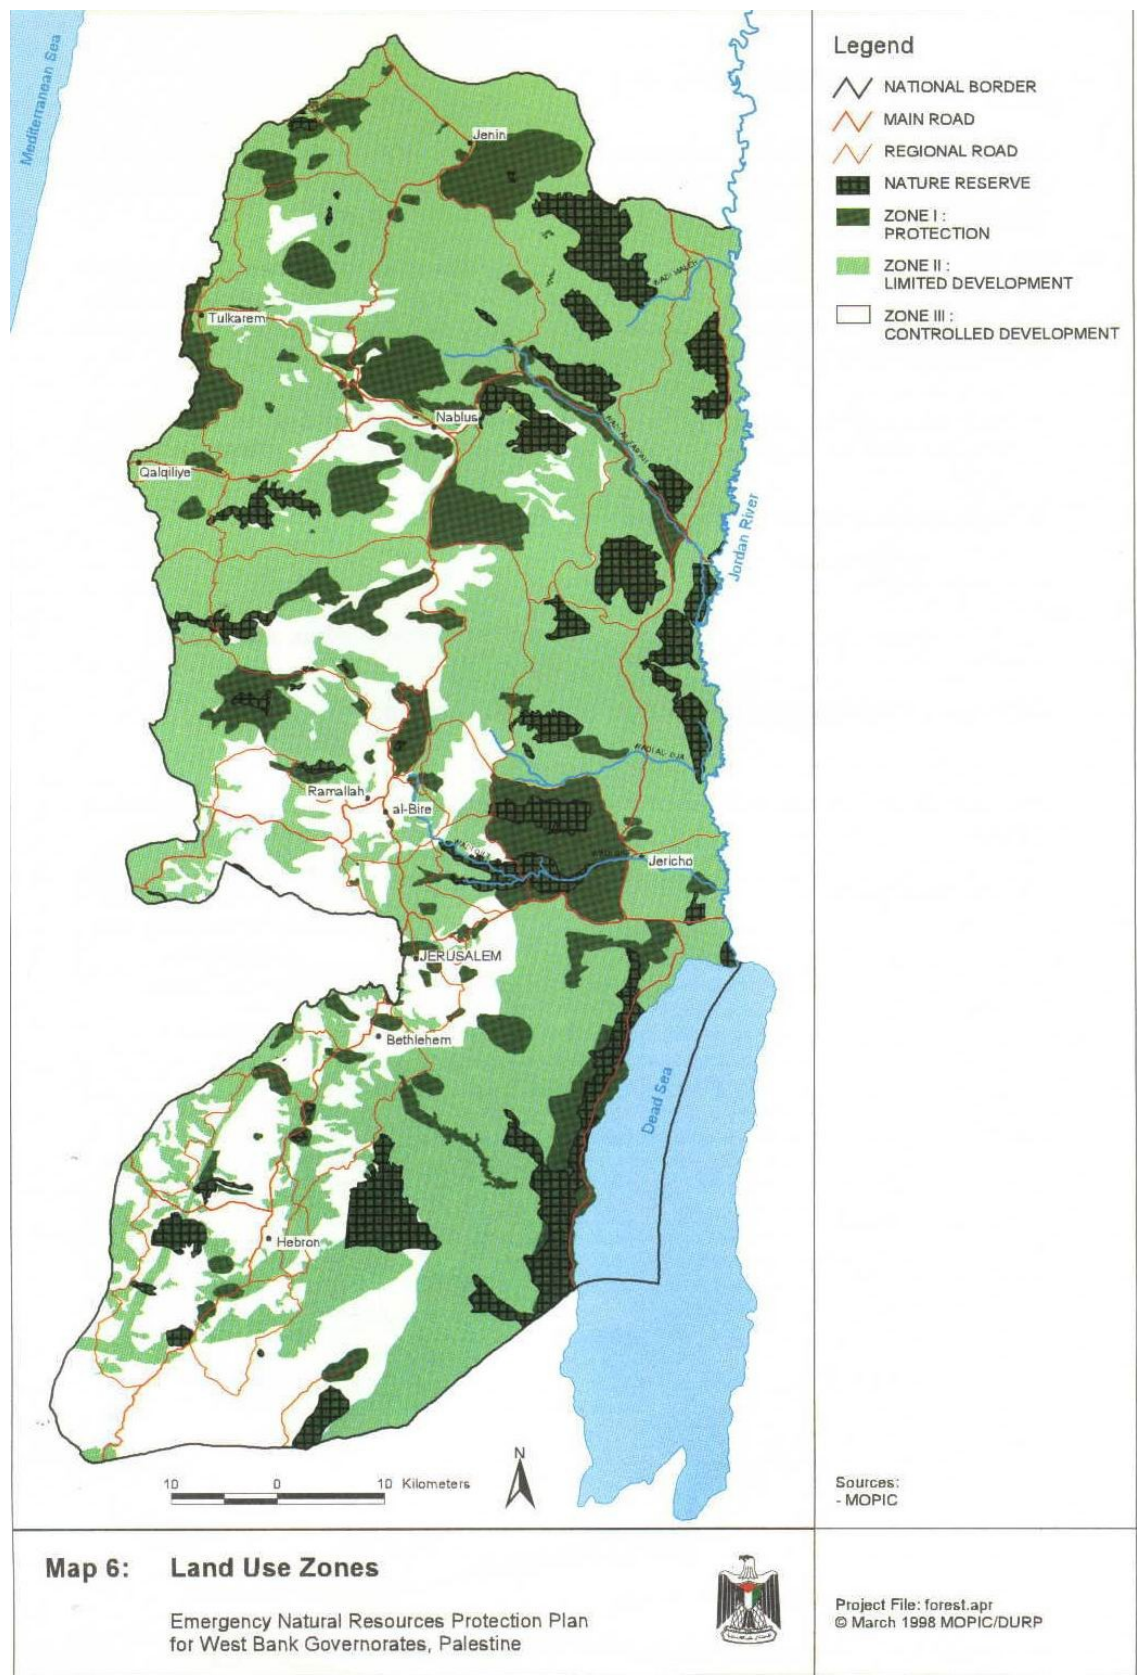 Mediterranean Sea
Jenin
WADI MALEH
Tulkarem
Nablus
Qalqiliye
Jordan River
Ramallah
al-Bire
Jericho
JERUSALEM
Bethlehem
Dead Sea
Hebron
10 0 10 Kilometers
N
Legend
NATIONAL BORDER
MAIN ROAD
REGIONAL ROAD
NATURE RESERVE
ZONE I :
PROTECTION
ZONE II :
LIMITED DEVELOPMENT
ZONE III :
CONTROLLED DEVELOPMENT
Sources:
- MOPIC
Map 6: Land Use Zones
Emergency Natural Resources Protection Plan
for West Bank Governorates, Palestine
Project File: forest.apr
© March 1998 MOPIC/DURP